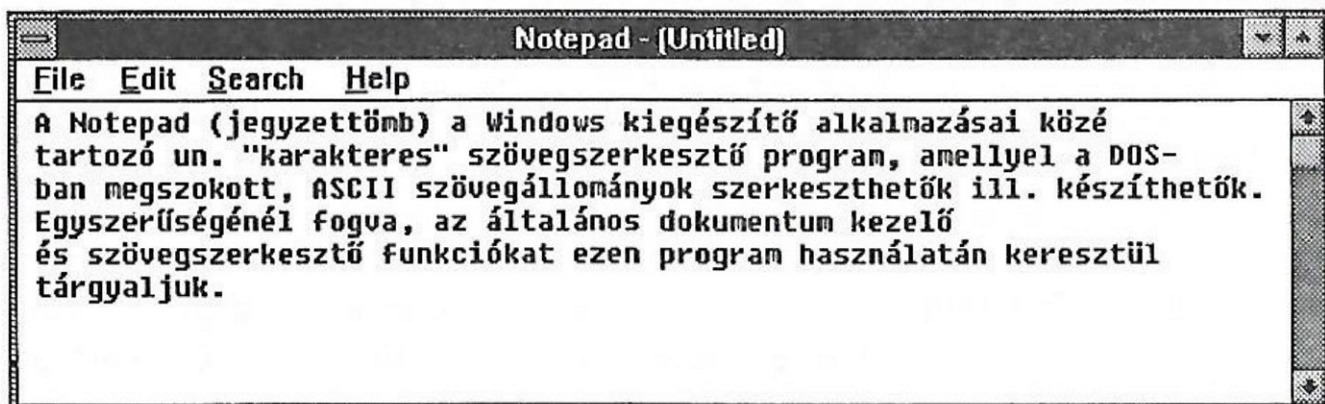 Notepad - (Untitled)
File Edit Search Help
A Notepad (jegyzettömb) a Windows kiegészítő alkalmazásai közé
tartozó un. "karakteres" szövegszerkesztő program, amellyel a DOS-
ban megszokott, ASCII szövegállományok szerkeszthetők ill. készíthetők.
Egyszerűségénél fogva, az általános dokumentum kezelő
és szövegszerkesztő funkciókat ezen program használatán keresztül
tárgyaljuk.